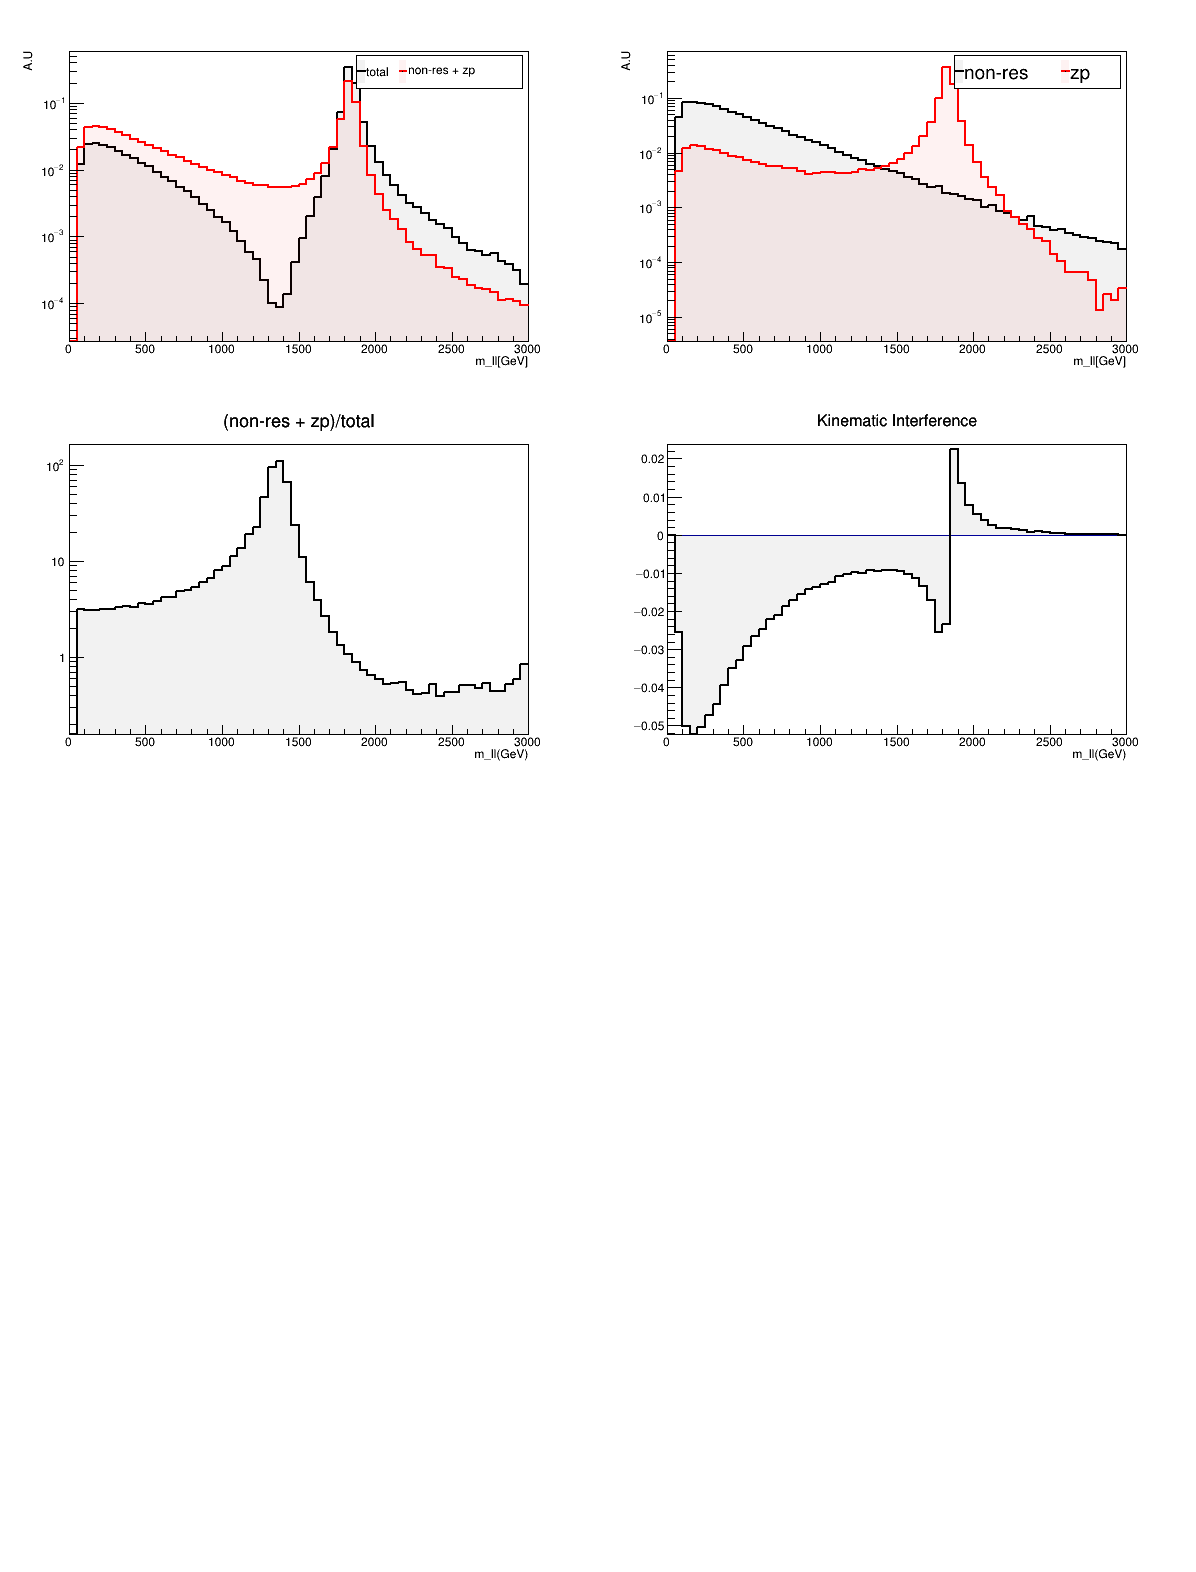 A.U
total non-res + zp
10⁻¹
10⁻²
10⁻³
10⁻⁴
0 500 1000 1500 2000 2500 3000
m_ll[GeV]
A.U
non-res zp
10⁻¹
10⁻²
10⁻³
10⁻⁴
10⁻⁵
0 500 1000 1500 2000 2500 3000
m_ll[GeV]
(non-res + zp)/total
10²
10
1
0 500 1000 1500 2000 2500 3000
m_ll(GeV)
Kinematic Interference
0.02
0.01
0
−0.01
−0.02
−0.03
−0.04
−0.05
0 500 1000 1500 2000 2500 3000
m_ll(GeV)